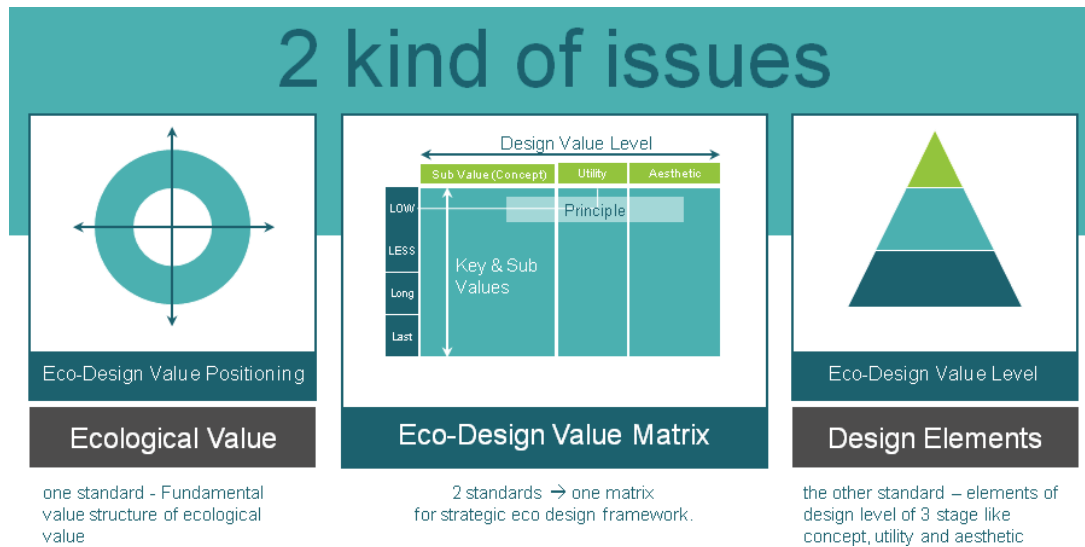 2 kind of issues
Eco-Design Value Positioning
Ecological Value
one standard - Fundamental
value structure of ecological
value
Design Value Level
Sub Value (Concept)
Utility
Aesthetic
LOW
LESS
Long
Last
Principle
Key & Sub
Values
Eco-Design Value Matrix
2 standards → one matrix
for strategic eco design framework.
Eco-Design Value Level
Design Elements
the other standard – elements of
design level of 3 stage like
concept, utility and aesthetic